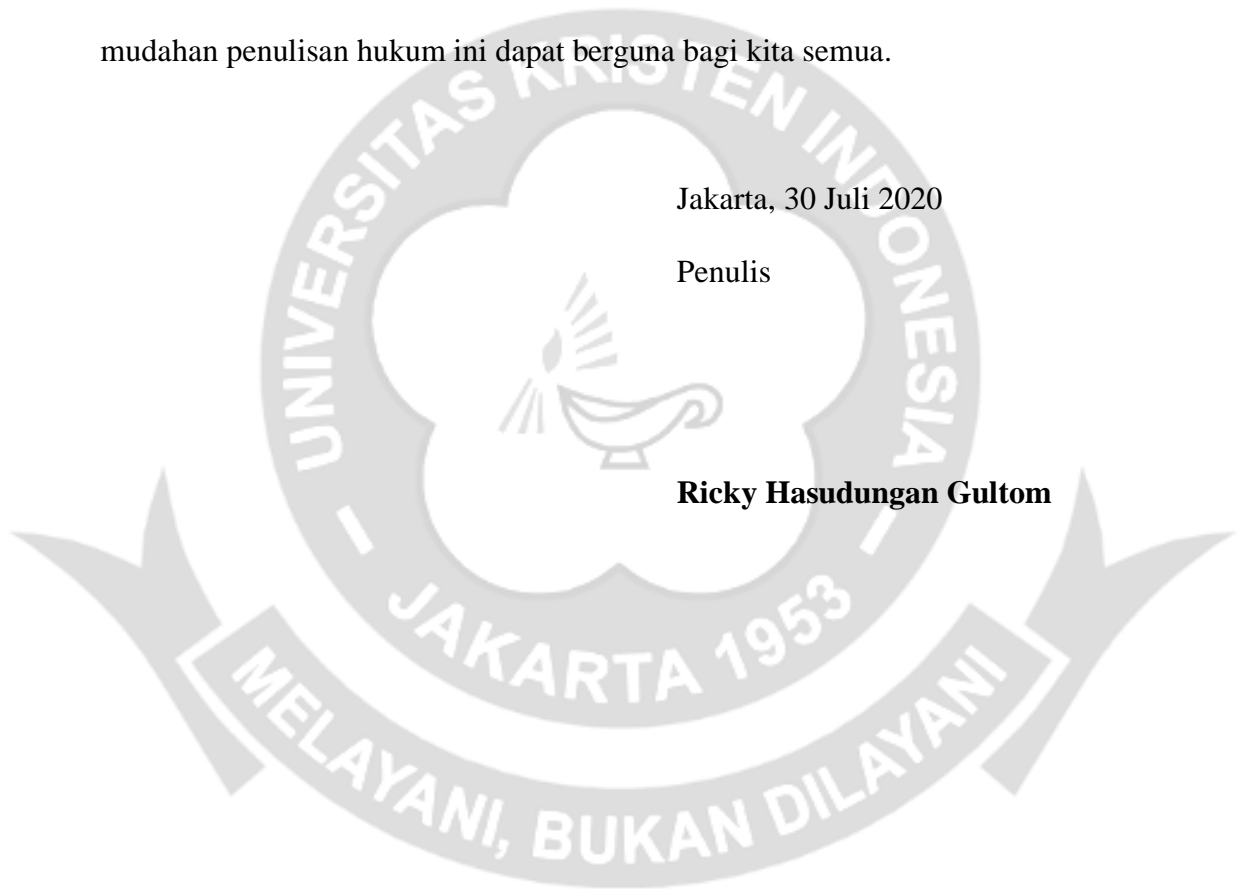 mudahan penulisan hukum ini dapat berguna bagi kita semua.
UNIVERSITAS KRISTEN INDONESIA
Jakarta, 30 Juli 2020
Penulis
Ricky Hasudungan Gultom
JAKARTA 1953
MELAYANI, BUKAN DILAYANI